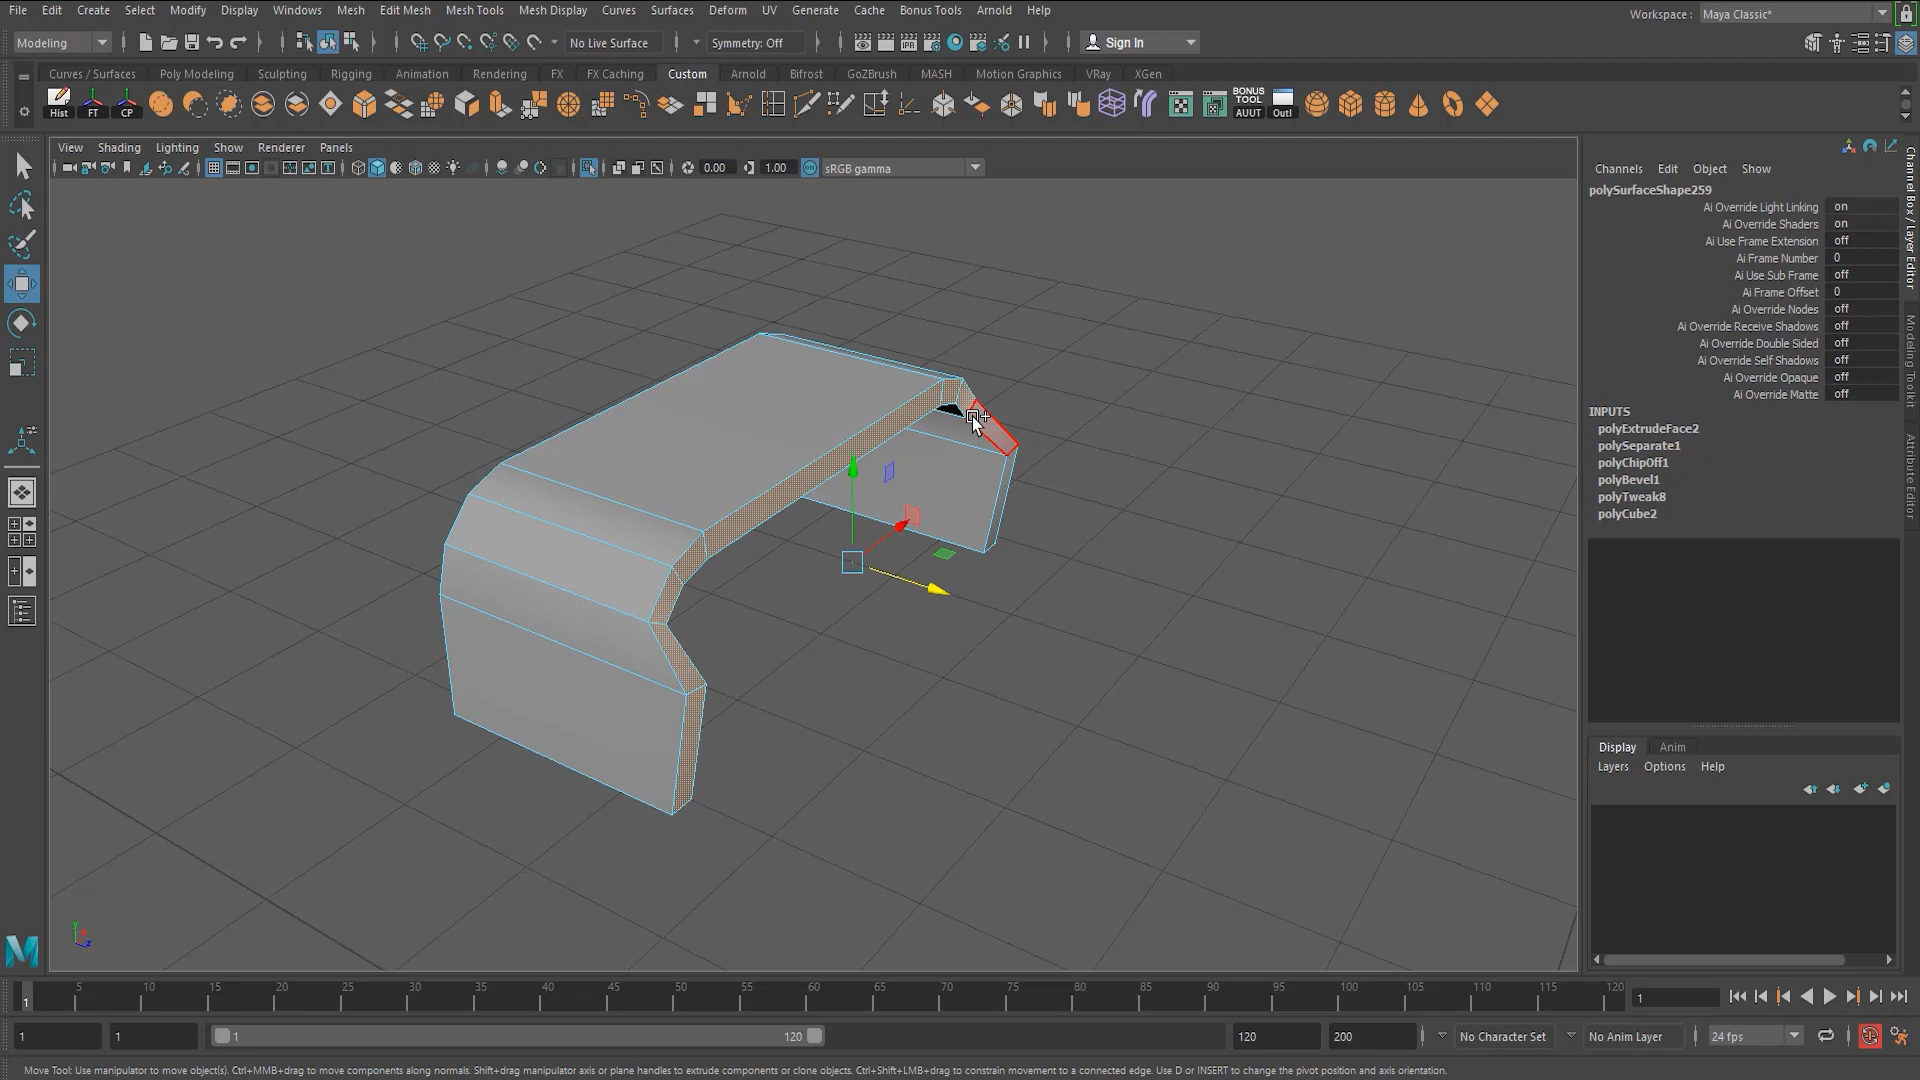 File Edit Create Select Modify Display Windows Mesh Edit Mesh Mesh Tools Mesh Display Curves Surfaces Deform UV Generate Cache Bonus Tools Arnold Help
Workspace : Maya Classic*
Modeling No Live Surface Symmetry: Off Sign In
Curves / Surfaces Poly Modeling Sculpting Rigging Animation Rendering FX FX Caching Custom Arnold Bifrost GoZBrush MASH Motion Graphics VRay XGen
BONUS TOOL
Hist FT CP AUUT Outl
View Shading Lighting Show Renderer Panels
0.00 1.00 sRGB gamma
Channels Edit Object Show
polySurfaceShape259
Ai Override Light Linking on
Ai Override Shaders on
Ai Use Frame Extension off
Ai Frame Number 0
Ai Use Sub Frame off
Ai Frame Offset 0
Ai Override Nodes off
Ai Override Receive Shadows off
Ai Override Double Sided off
Ai Override Self Shadows off
Ai Override Opaque off
Ai Override Matte off
INPUTS
polyExtrudeFace2
polySeparate1
polyChipOff1
polyBevel1
polyTweak8
polyCube2
Channel Box / Layer Editor
Modeling Toolkit
Attribute Editor
Display Anim
Layers Options Help
y
z
5 10 15 20 25 30 35 40 45 50 55 60 65 70 75 80 85 90 95 100 105 110 115 120
1 1
1 1 1 120 120 200 No Character Set No Anim Layer 24 fps
Move Tool: Use manipulator to move object(s). Ctrl+MMB+drag to move components along normals. Shift+drag manipulator axis or plane handles to extrude components or clone objects. Ctrl+Shift+LMB+drag to constrain movement to a connected edge. Use D or INSERT to change the pivot position and axis orientation.